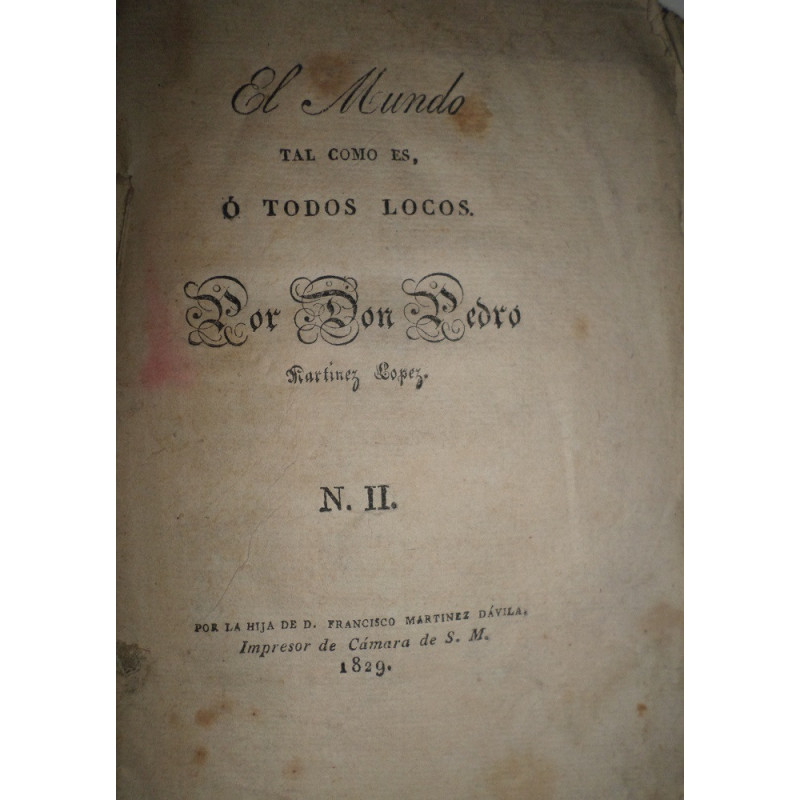 El Mundo
TAL COMO ES,
Ó TODOS LOCOS.
Por Don Pedro
Martinez Lopez.
N. II.
POR LA HIJA DE D. FRANCISCO MARTINEZ DÁVILA,
Impresor de Cámara de S. M.
1829.